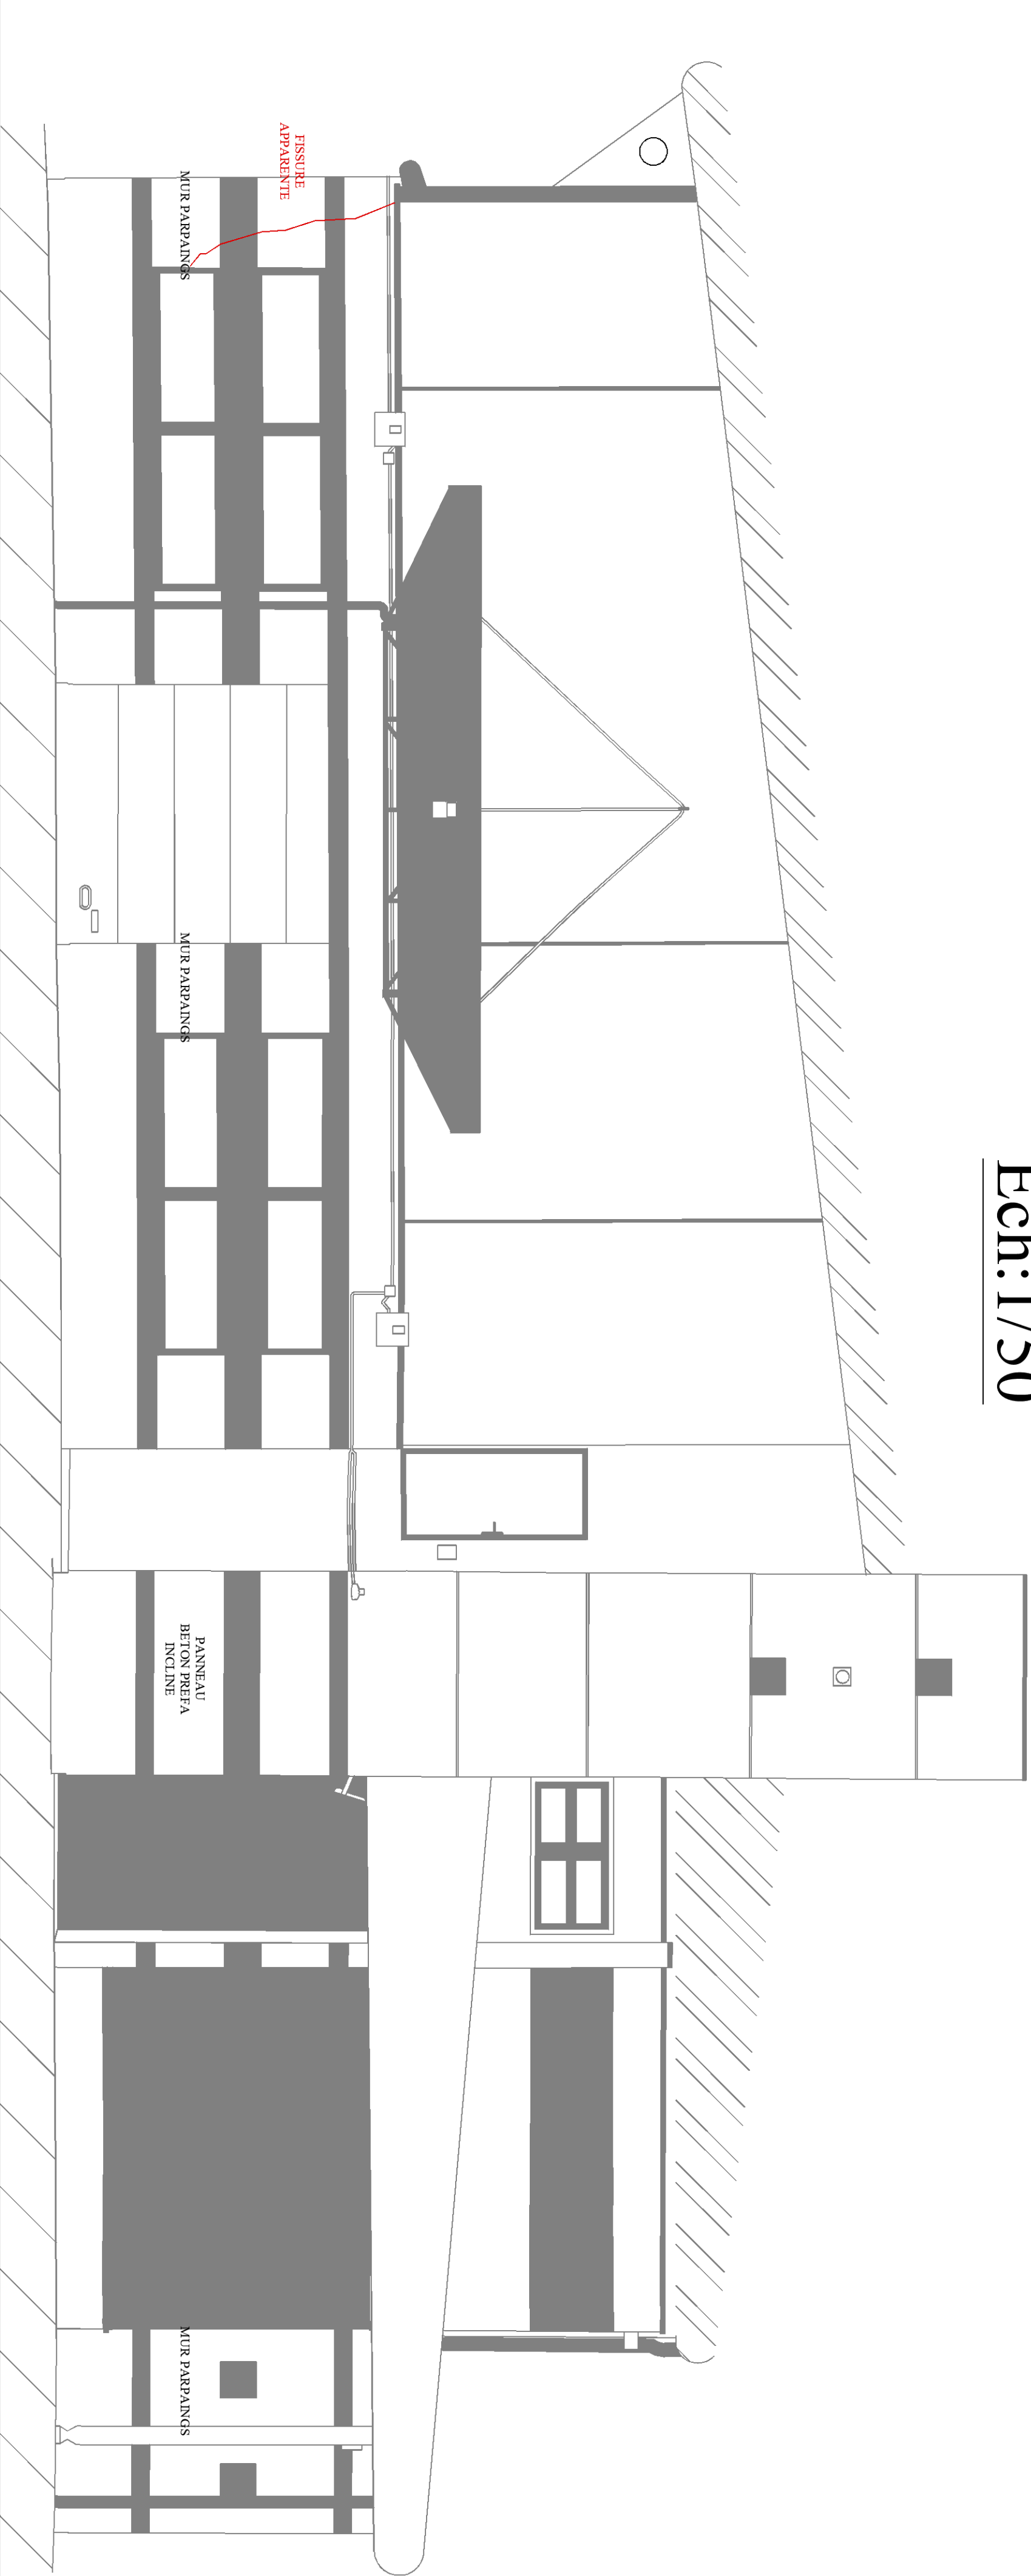 Ech:1/50
FISSURE
APPARENTE
MUR PARPAINGS
MUR PARPAINGS
PANNEAU
BETON PREFA
INCLINE
MUR PARPAINGS